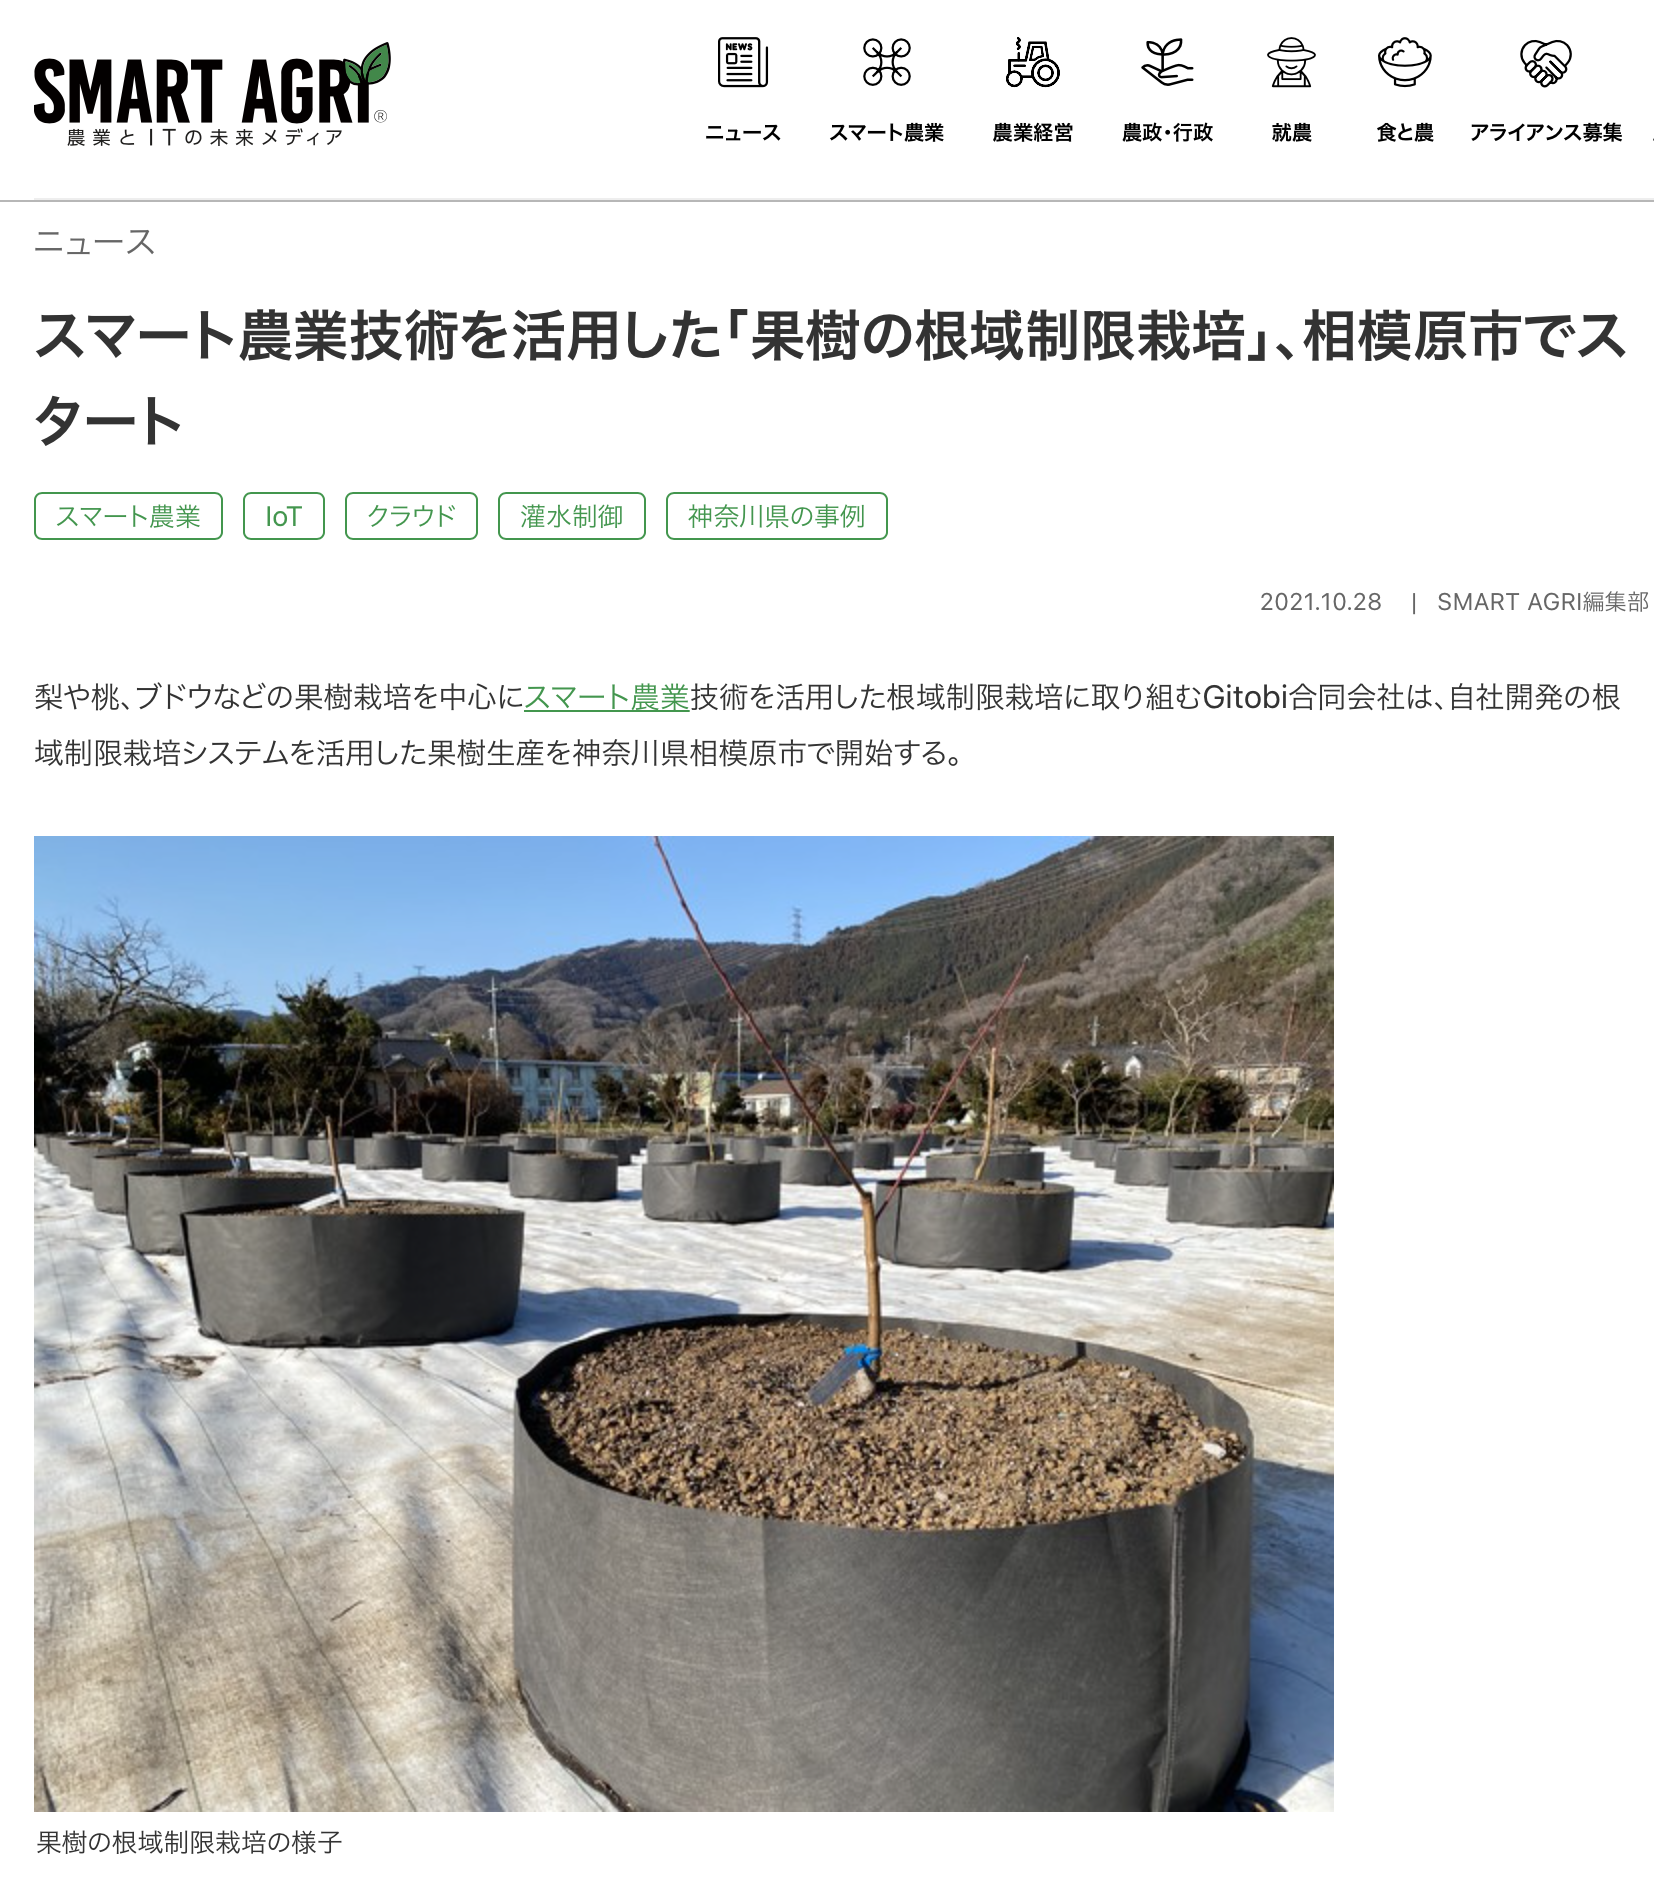 SMART AGRI®
農業とITの未来メディア
NEWS
ニュース
スマート農業
農業経営
農政・行政
就農
食と農
アライアンス募集
ニュース
スマート農業技術を活用した「果樹の根域制限栽培」、相模原市でス
タート
スマート農業 IoT クラウド 灌水制御 神奈川県の事例
2021.10.28 | SMART AGRI編集部
梨や桃、ブドウなどの果樹栽培を中心にスマート農業技術を活用した根域制限栽培に取り組むGitobi合同会社は、自社開発の根
域制限栽培システムを活用した果樹生産を神奈川県相模原市で開始する。
果樹の根域制限栽培の様子